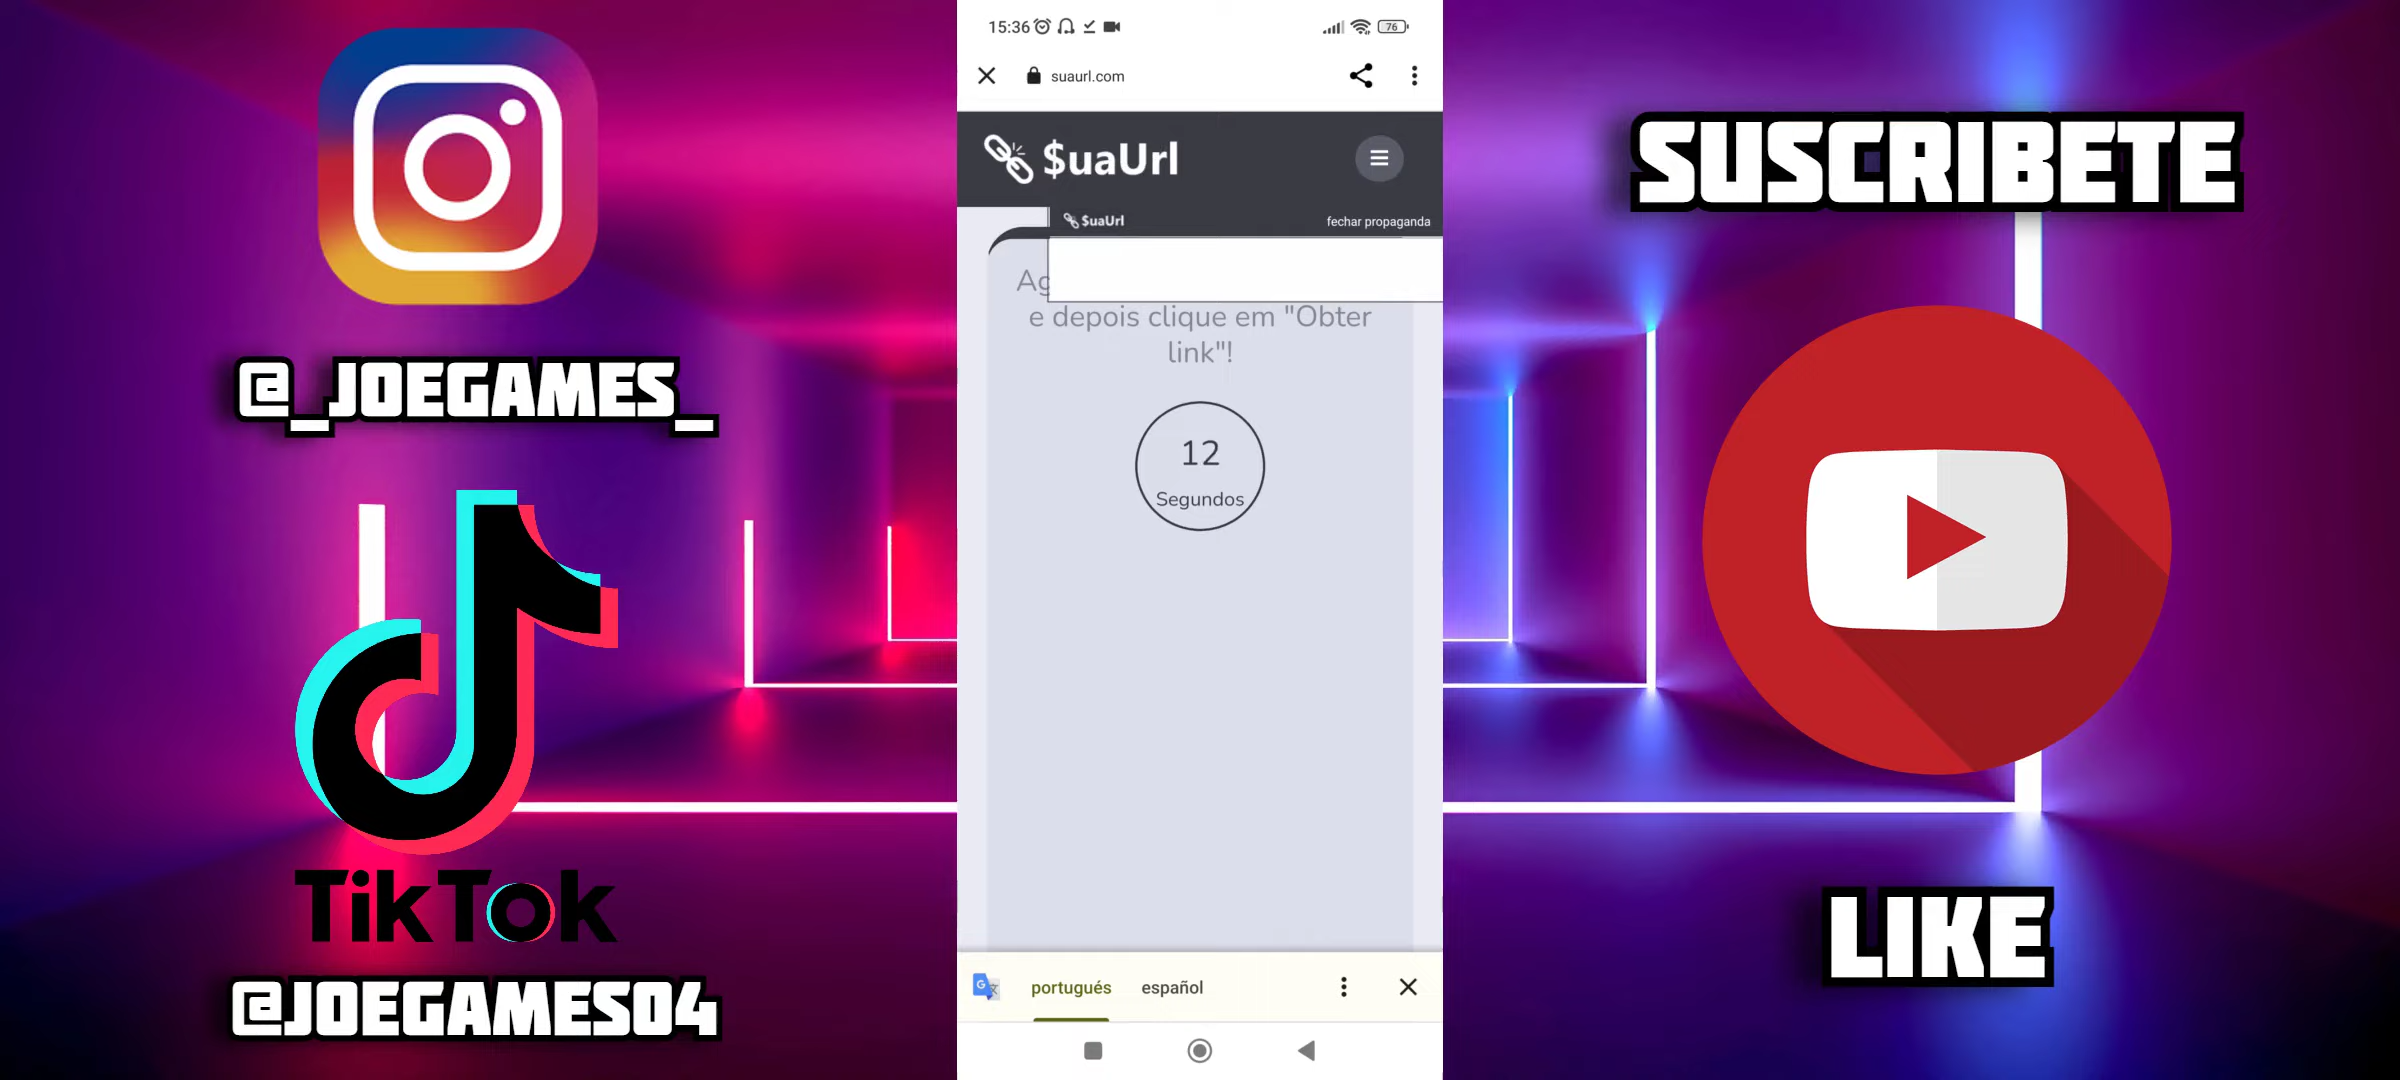 @_JOEGAMES_
TikTok
@JOEGAMES04
15:36
76
suaurl.com
$uaUrl
$uaUrl
fechar propaganda
e depois clique em "Obter
link"!
12
Segundos
portugués español
SUSCRIBETE
LIKE